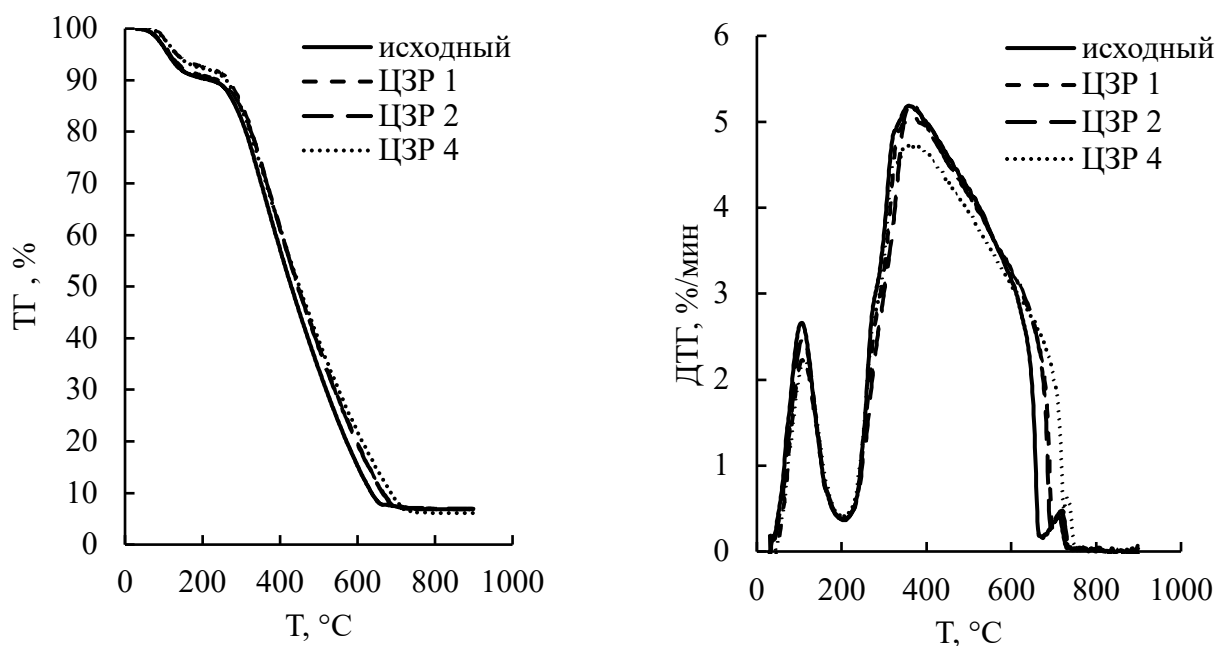 100
90
80
70
60
50
40
30
20
10
0
ТГ , %
0 200 400 600 800 1000
Т, °С
исходный
ЦЗР 1
ЦЗР 2
ЦЗР 4
6
5
4
3
2
1
0
ДТГ, %/мин
0 200 400 600 800 1000
Т, °С
исходный
ЦЗР 1
ЦЗР 2
ЦЗР 4